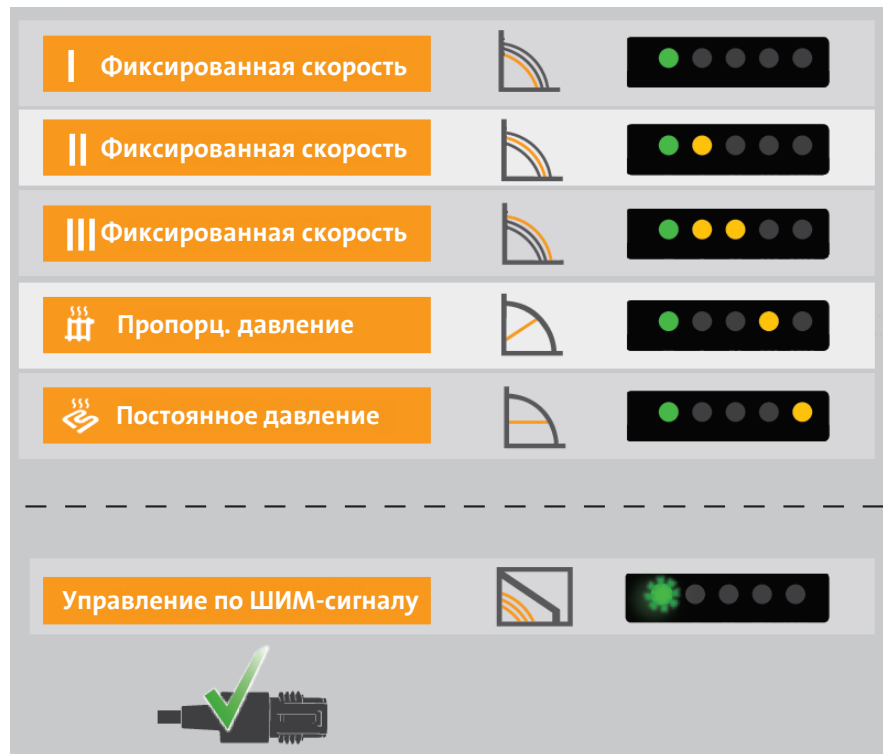 I Фиксированная скорость
II Фиксированная скорость
III Фиксированная скорость
Пропорц. давление
Постоянное давление
Управление по ШИМ-сигналу